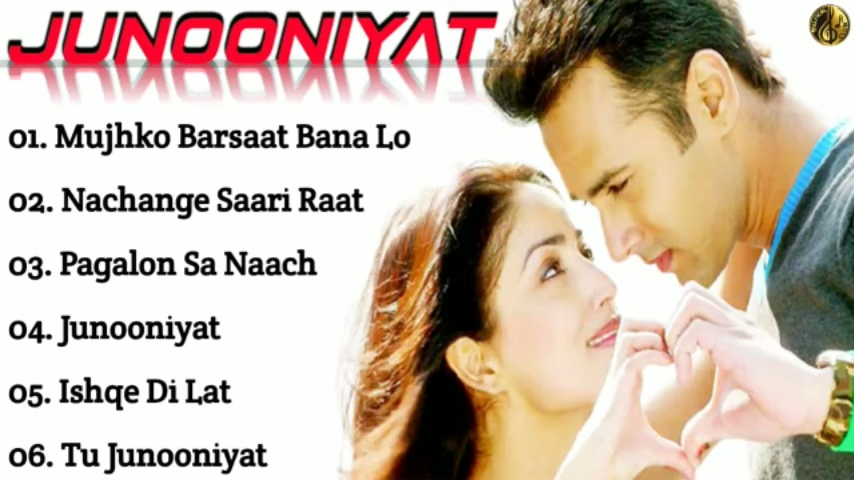 JUNOONIYAT
01. Mujhko Barsaat Bana Lo
02. Nachange Saari Raat
03. Pagalon Sa Naach
04. Junooniyat
05. Ishqe Di Lat
06. Tu Junooniyat